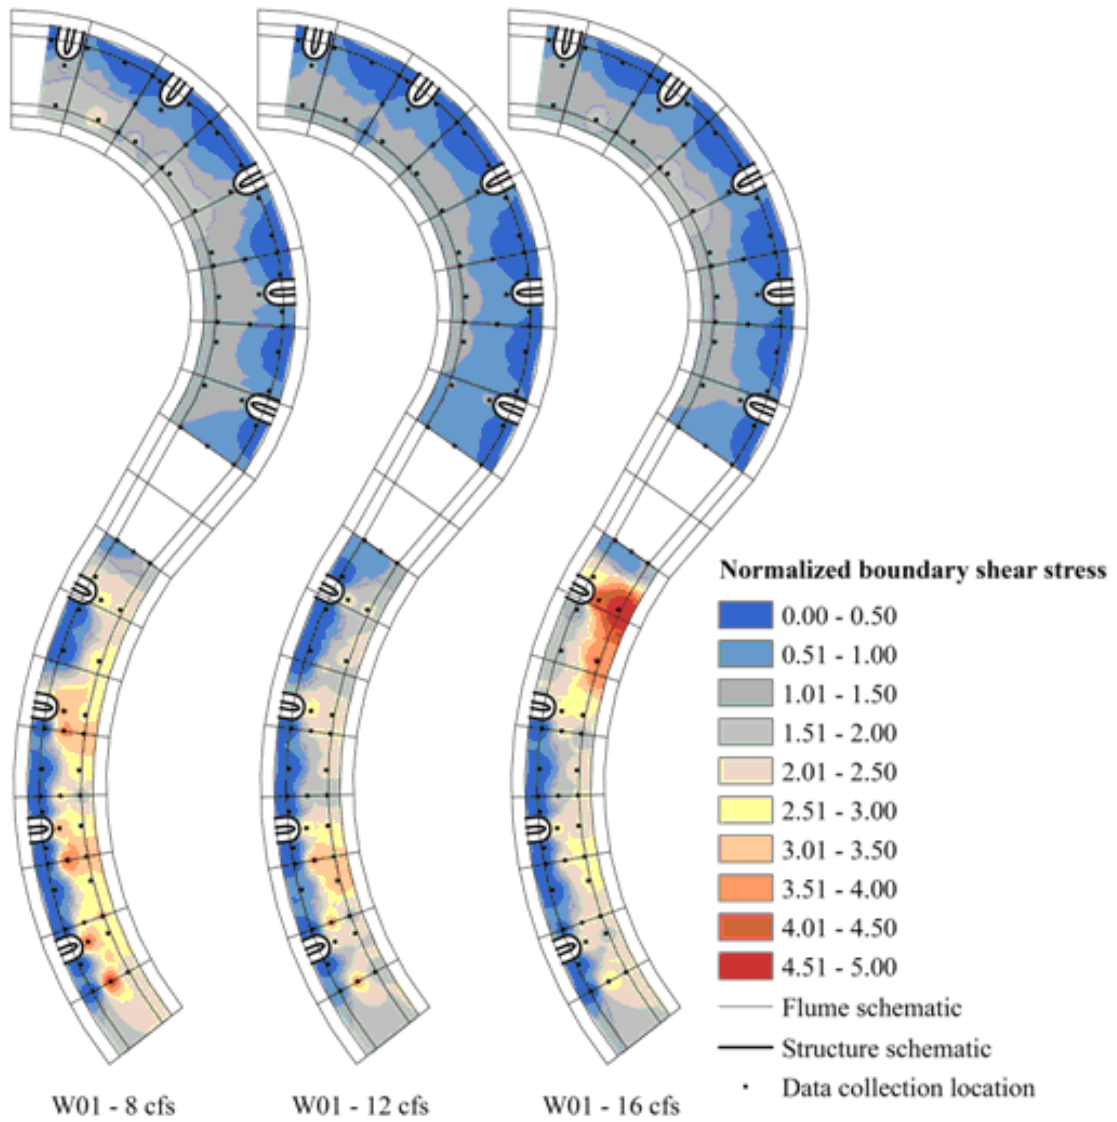 Normalized boundary shear stress
0.00 - 0.50
0.51 - 1.00
1.01 - 1.50
1.51 - 2.00
2.01 - 2.50
2.51 - 3.00
3.01 - 3.50
3.51 - 4.00
4.01 - 4.50
4.51 - 5.00
Flume schematic
Structure schematic
Data collection location
W01 - 8 cfs
W01 - 12 cfs
W01 - 16 cfs